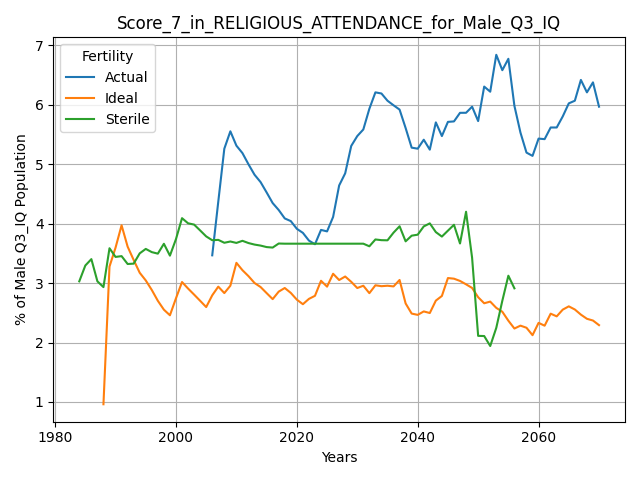 Score_7_in_RELIGIOUS_ATTENDANCE_for_Male_Q3_IQ
Fertility
Actual
Ideal
Sterile
% of Male Q3_IQ Population
7
6
5
4
3
2
1
1980 2000 2020 2040 2060
Years